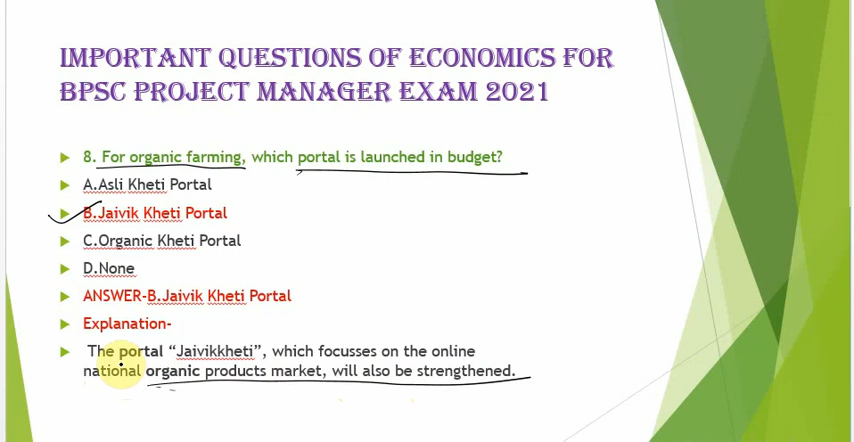 IMPORTANT QUESTIONS OF ECONOMICS FOR
BPSC PROJECT MANAGER EXAM 2021
8. For organic farming, which portal is launched in budget?
A.Asli Kheti Portal
B.Jaivik Kheti Portal
C.Organic Kheti Portal
D.None
ANSWER-B.Jaivik Kheti Portal
Explanation-
The portal “Jaivikkheti”, which focusses on the online
national organic products market, will also be strengthened.